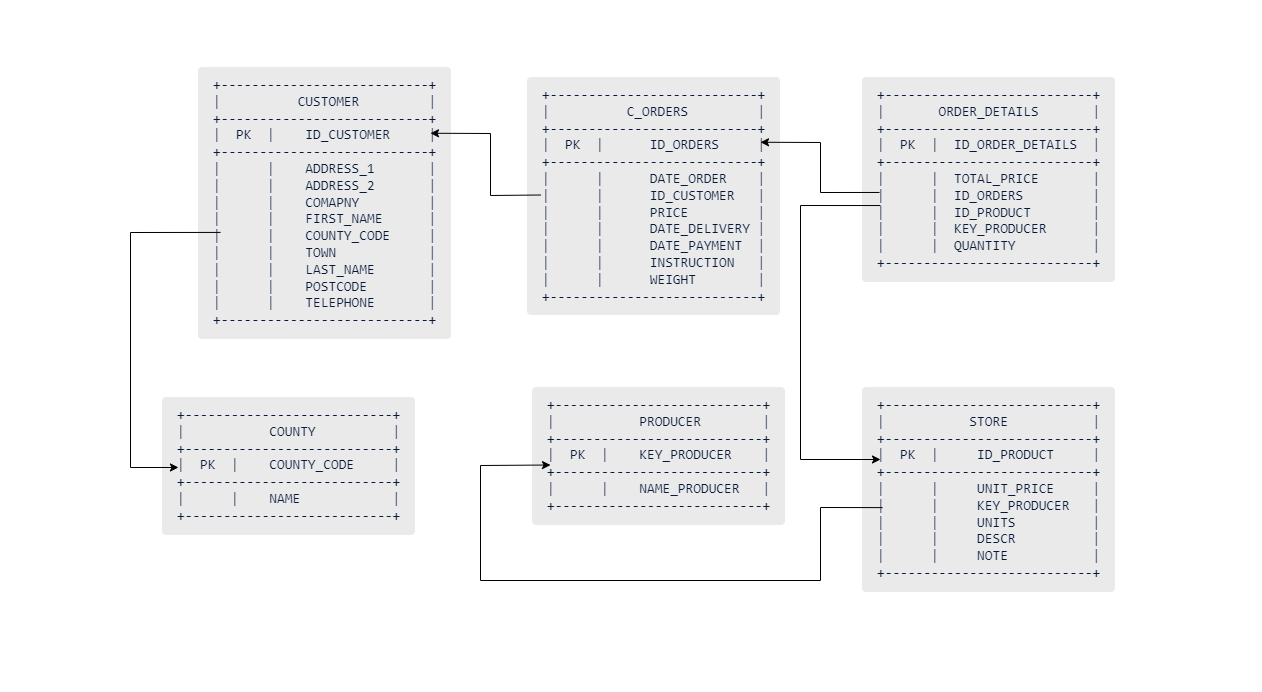 CUSTOMER
PK | ID_CUSTOMER
ADDRESS_1
ADDRESS_2
COMAPNY
FIRST_NAME
COUNTY_CODE
TOWN
LAST_NAME
POSTCODE
TELEPHONE
C_ORDERS
PK | ID_ORDERS
DATE_ORDER
ID_CUSTOMER
PRICE
DATE_DELIVERY
DATE_PAYMENT
INSTRUCTION
WEIGHT
ORDER_DETAILS
PK | ID_ORDER_DETAILS
TOTAL_PRICE
ID_ORDERS
ID_PRODUCT
KEY_PRODUCER
QUANTITY
COUNTY
PK | COUNTY_CODE
NAME
PRODUCER
PK | KEY_PRODUCER
NAME_PRODUCER
STORE
PK | ID_PRODUCT
UNIT_PRICE
KEY_PRODUCER
UNITS
DESCR
NOTE